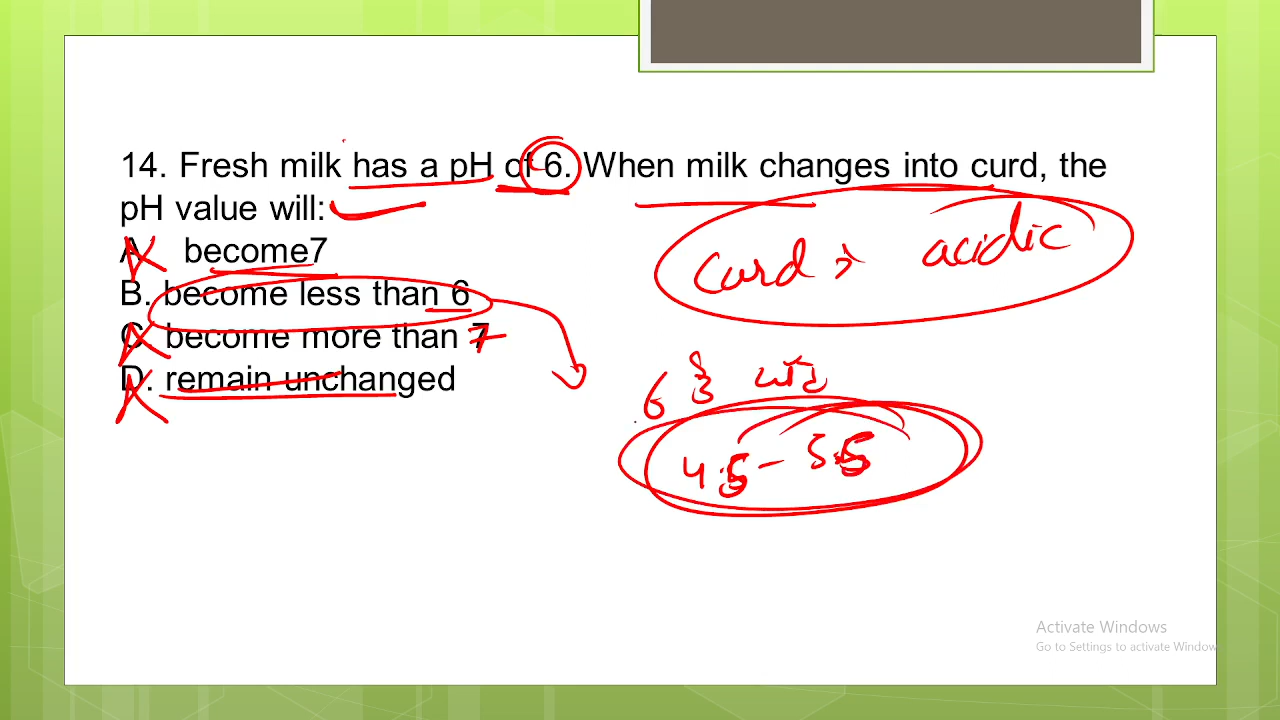 14. Fresh milk has a pH of 6. When milk changes into curd, the
pH value will:
A. become7
B. become less than 6
C. become more than 7
D. remain unchanged
curd > acidic
6 से
4.5 - 5.5
Activate Windows
Go to Settings to activate Window